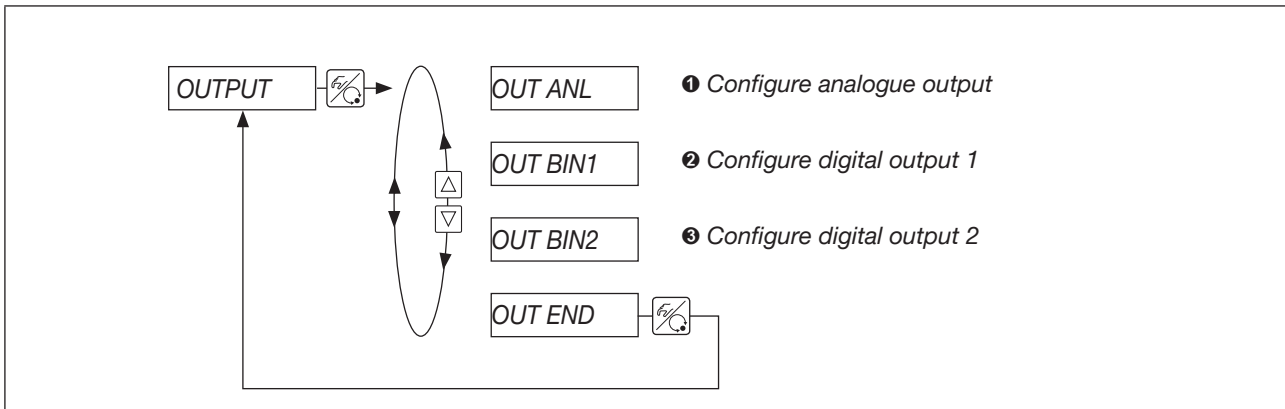 OUTPUT
OUT ANL ❶ Configure analogue output
OUT BIN1 ❷ Configure digital output 1
OUT BIN2 ❸ Configure digital output 2
OUT END